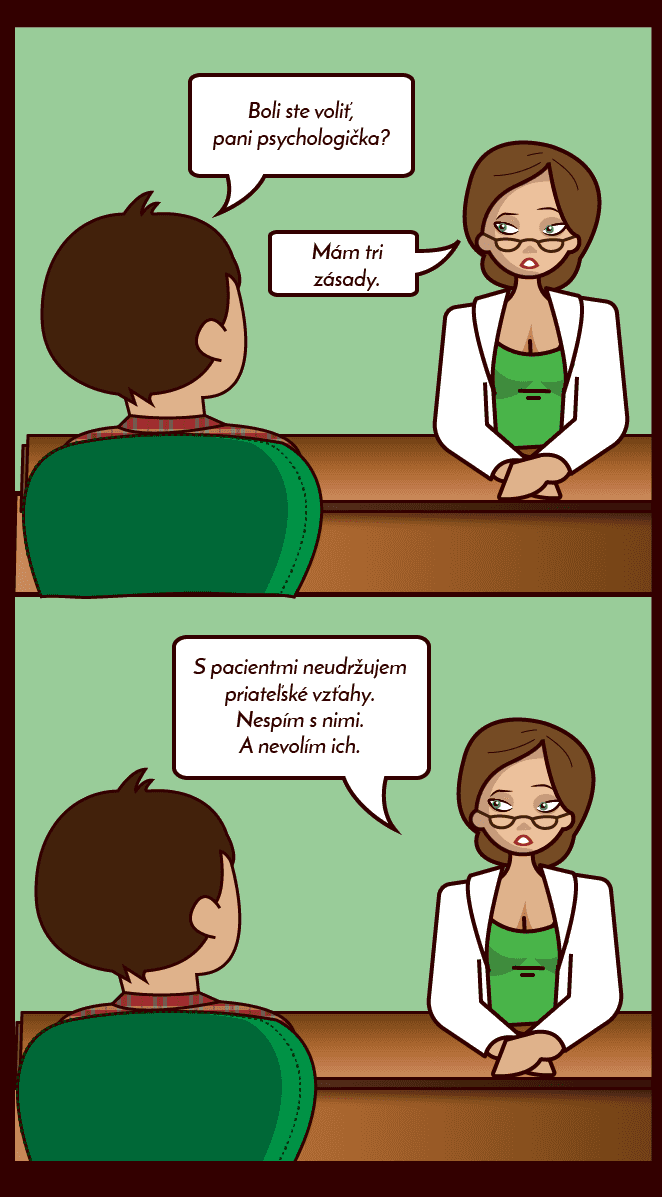 Boli ste voliť,
pani psychologička?
Mám tri
zásady.
S pacientmi neudržujem
priateľské vzťahy.
Nespím s nimi.
A nevolím ich.